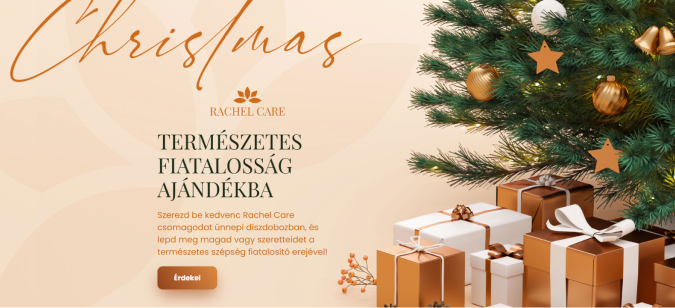 Christmas
RACHEL CARE
TERMÉSZETES
FIATALOSSÁG
AJÁNDÉKBA
Szerezd be kedvenc Rachel Care
csomagodat ünnepi díszdobozban, és
lepd meg magad vagy szeretteidet a
természetes szépség fiatalosító erejével!
Érdekel